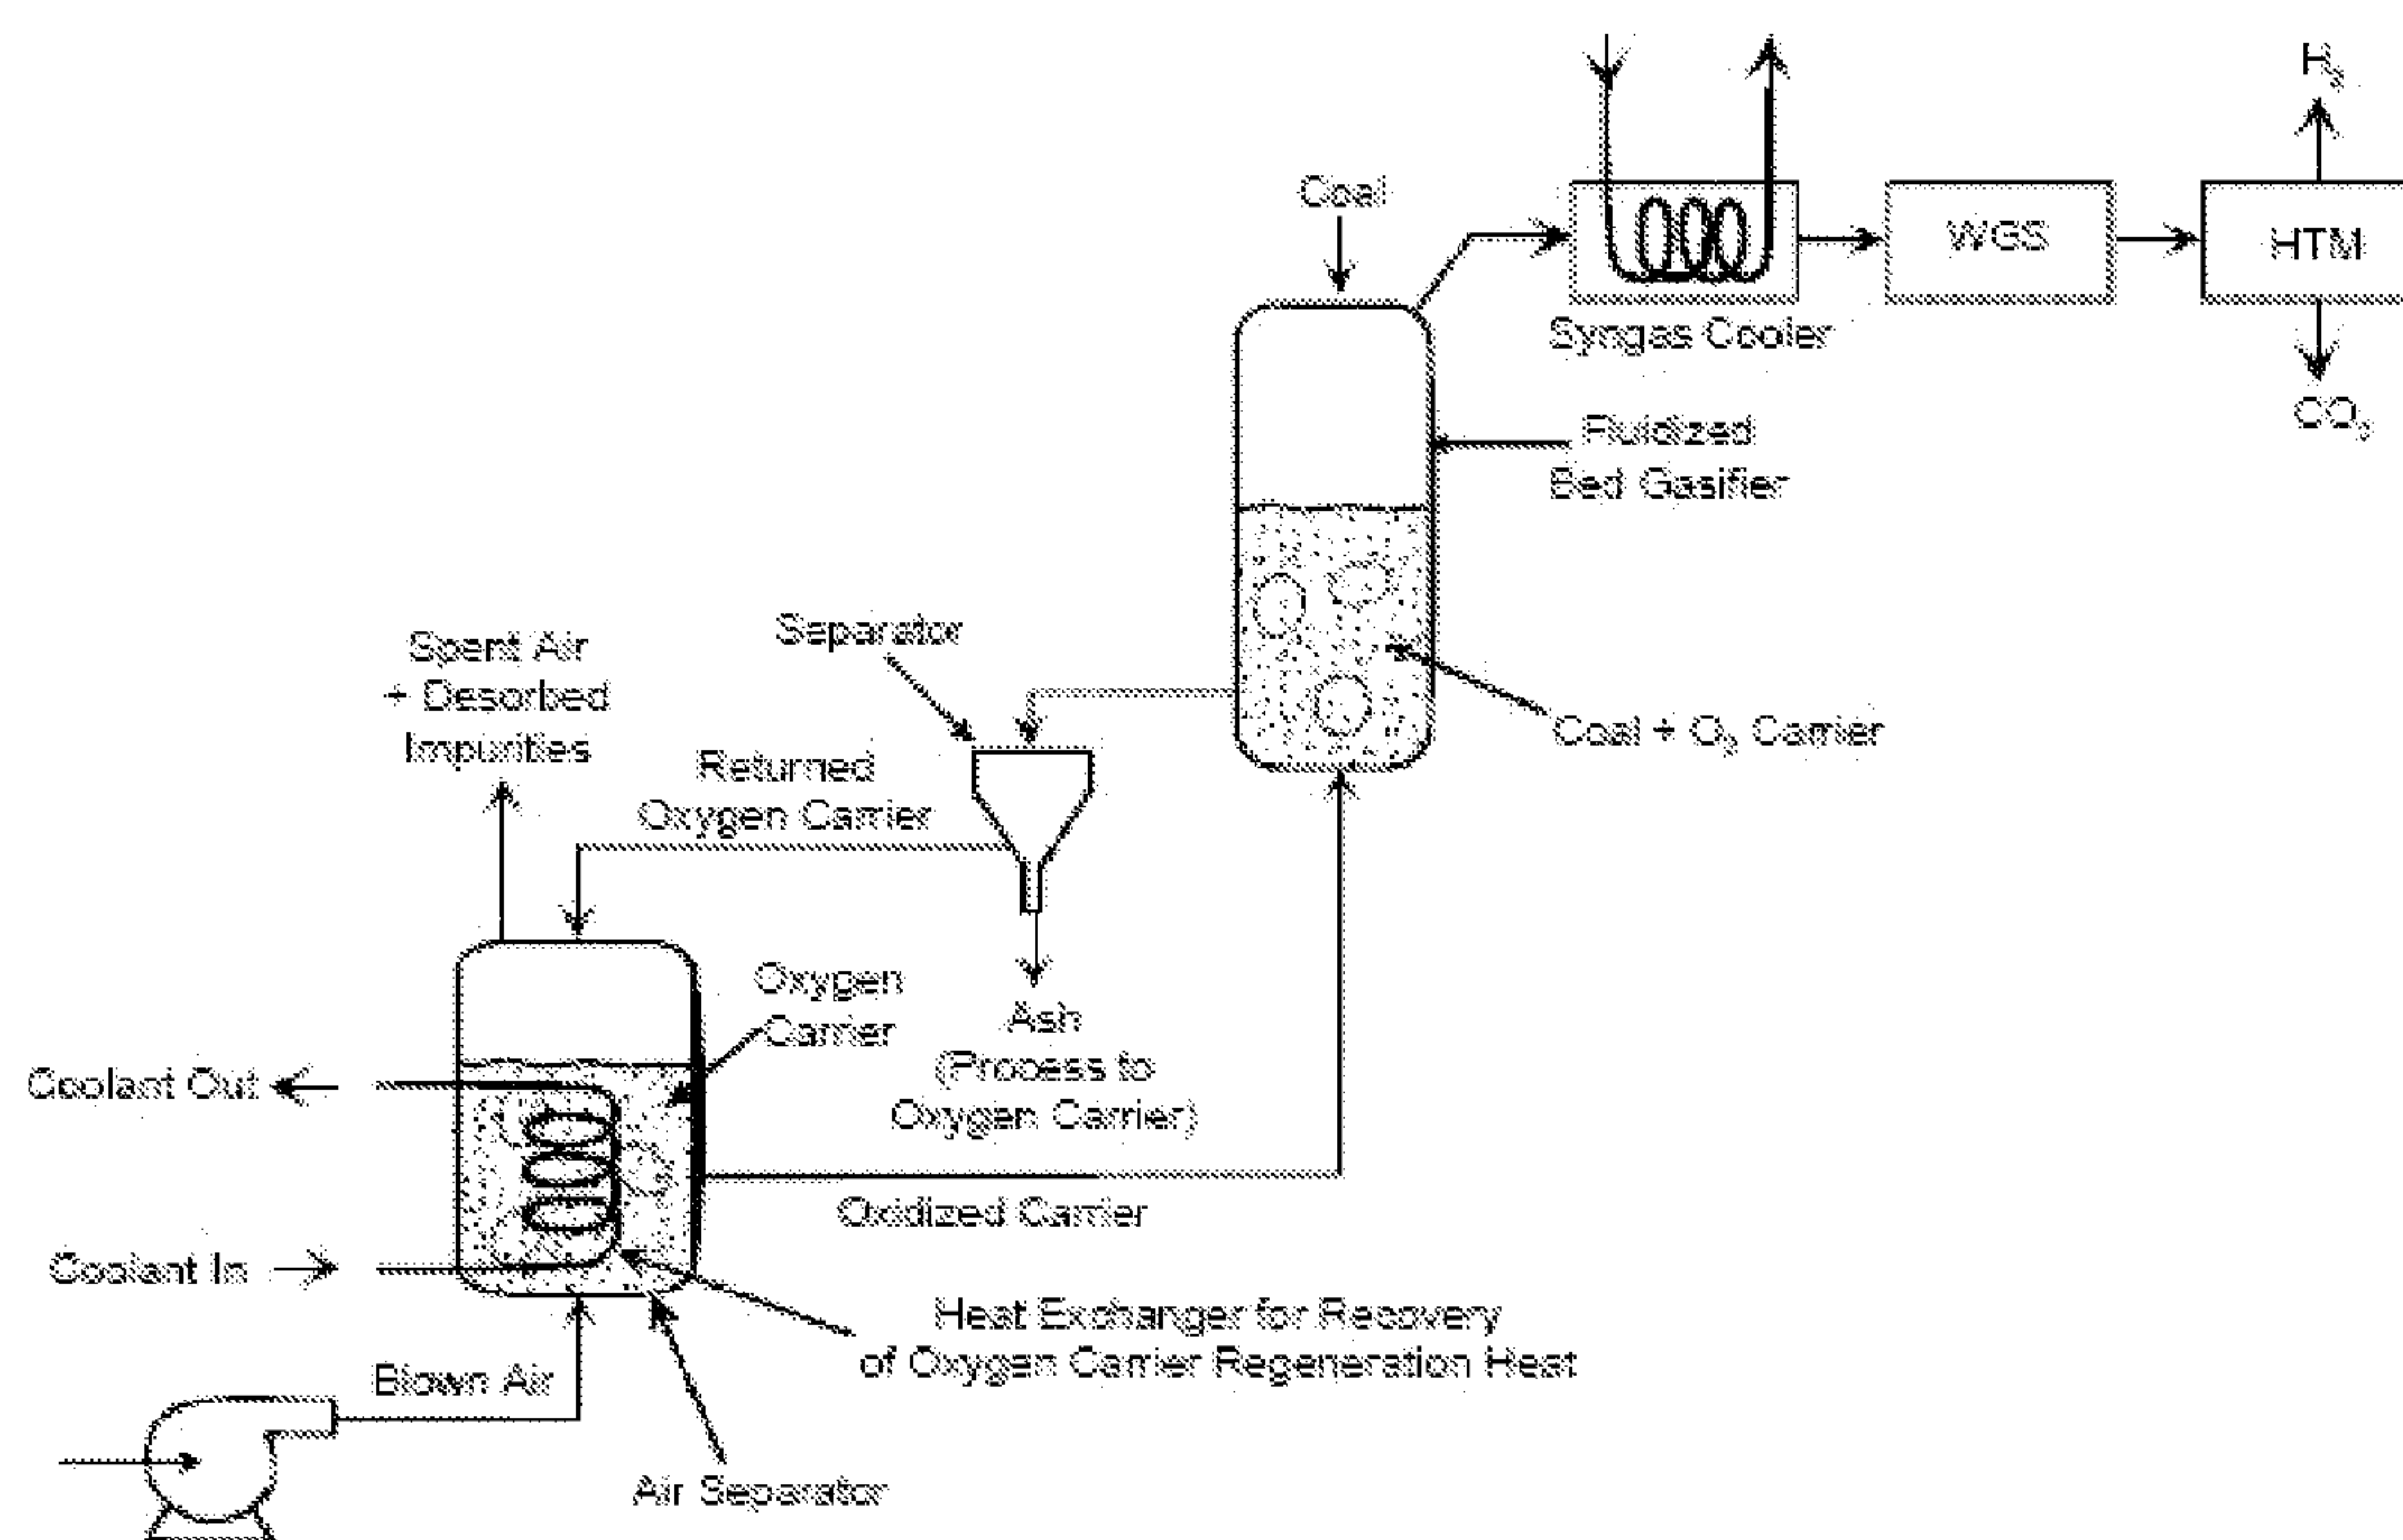 H₂
Coal
WGS
HTM
Syngas Cooler
CO₂
Fluidized
Bed Gasifier
Separator
Spent Air
+ Desorbed
Impurities
Coal + O₂ Carrier
Returned
Oxygen Carrier
Oxygen
Carrier
Ash
(Process to
Oxygen Carrier)
Coolant Out
Oxidized Carrier
Coolant In
Heat Exchanger for Recovery
of Oxygen Carrier Regeneration Heat
Blown Air
Air Separator